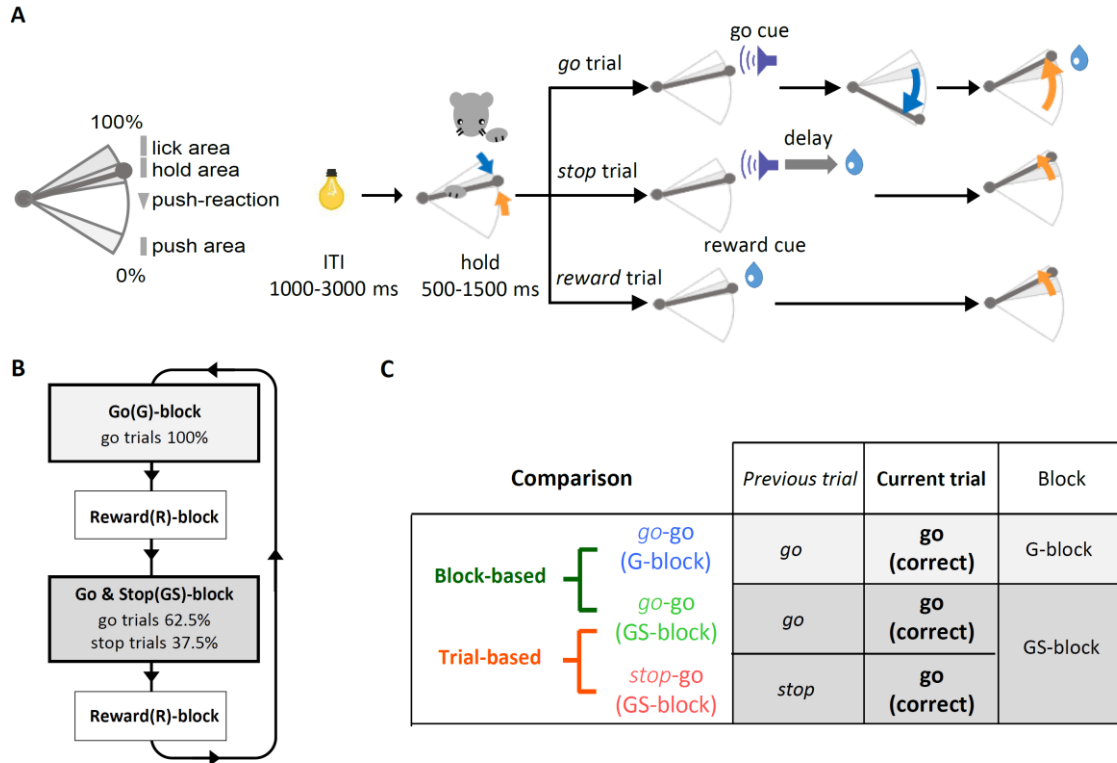 A
100%
lick area
hold area
push-reaction
push area
0%
ITI
1000-3000 ms
hold
500-1500 ms
go trial
go cue
stop trial
delay
reward trial
reward cue
B
Go(G)-block
go trials 100%
Reward(R)-block
Go & Stop(GS)-block
go trials 62.5%
stop trials 37.5%
Reward(R)-block
C
Comparison
Previous trial
Current trial
Block
Block-based
go-go
(G-block)
go
go
(correct)
G-block
go-go
(GS-block)
go
go
(correct)
GS-block
Trial-based
stop-go
(GS-block)
stop
go
(correct)